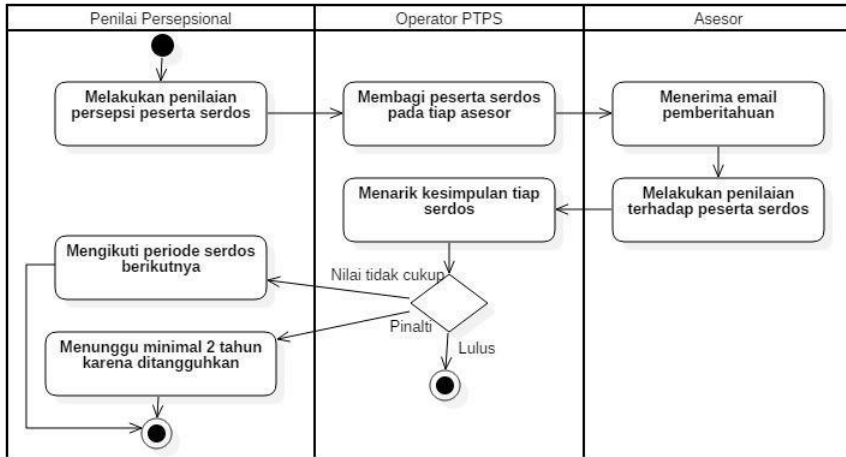 Penilai Persepsional
Operator PTPS
Asesor
Melakukan penilaian
persepsi peserta serdos
Membagi peserta serdos
pada tiap asesor
Menerima email
pemberitahuan
Menarik kesimpulan tiap
serdos
Melakukan penilaian
terhadap peserta serdos
Mengikuti periode serdos
berikutnya
Nilai tidak cukup
Pinalti
Menunggu minimal 2 tahun
karena ditangguhkan
Lulus